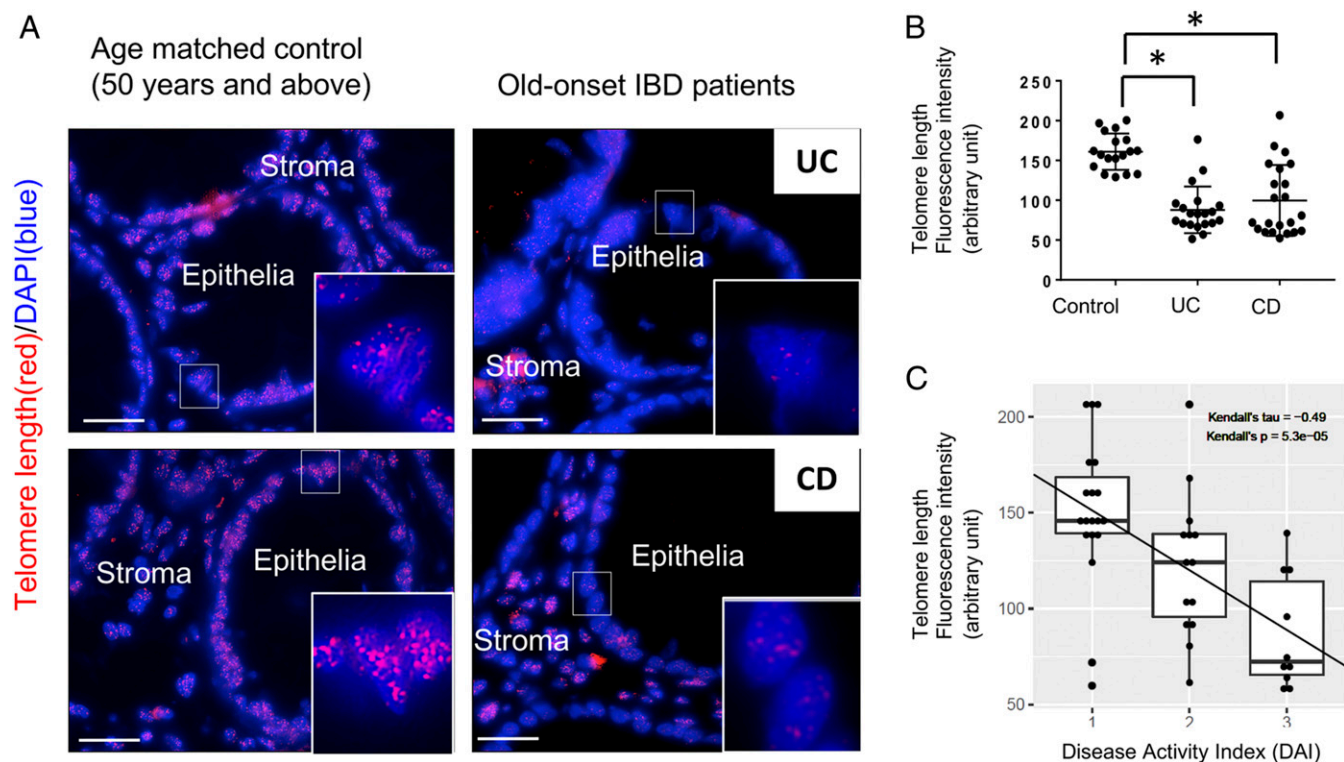 A
Age matched control
(50 years and above)
Old-onset IBD patients
Telomere length(red)/DAPI(blue)
Stroma
Epithelia
UC
Epithelia
Stroma
Stroma
Epithelia
CD
Epithelia
Stroma
B
*
*
Telomere length
Fluorescence intensity
(arbitrary unit)
250
200
150
100
50
0
Control
UC
CD
C
Telomere length
Fluorescence intensity
(arbitrary unit)
Kendall's tau = −0.49
Kendall's p = 5.3e−05
200
150
100
50
1
2
3
Disease Activity Index (DAI)